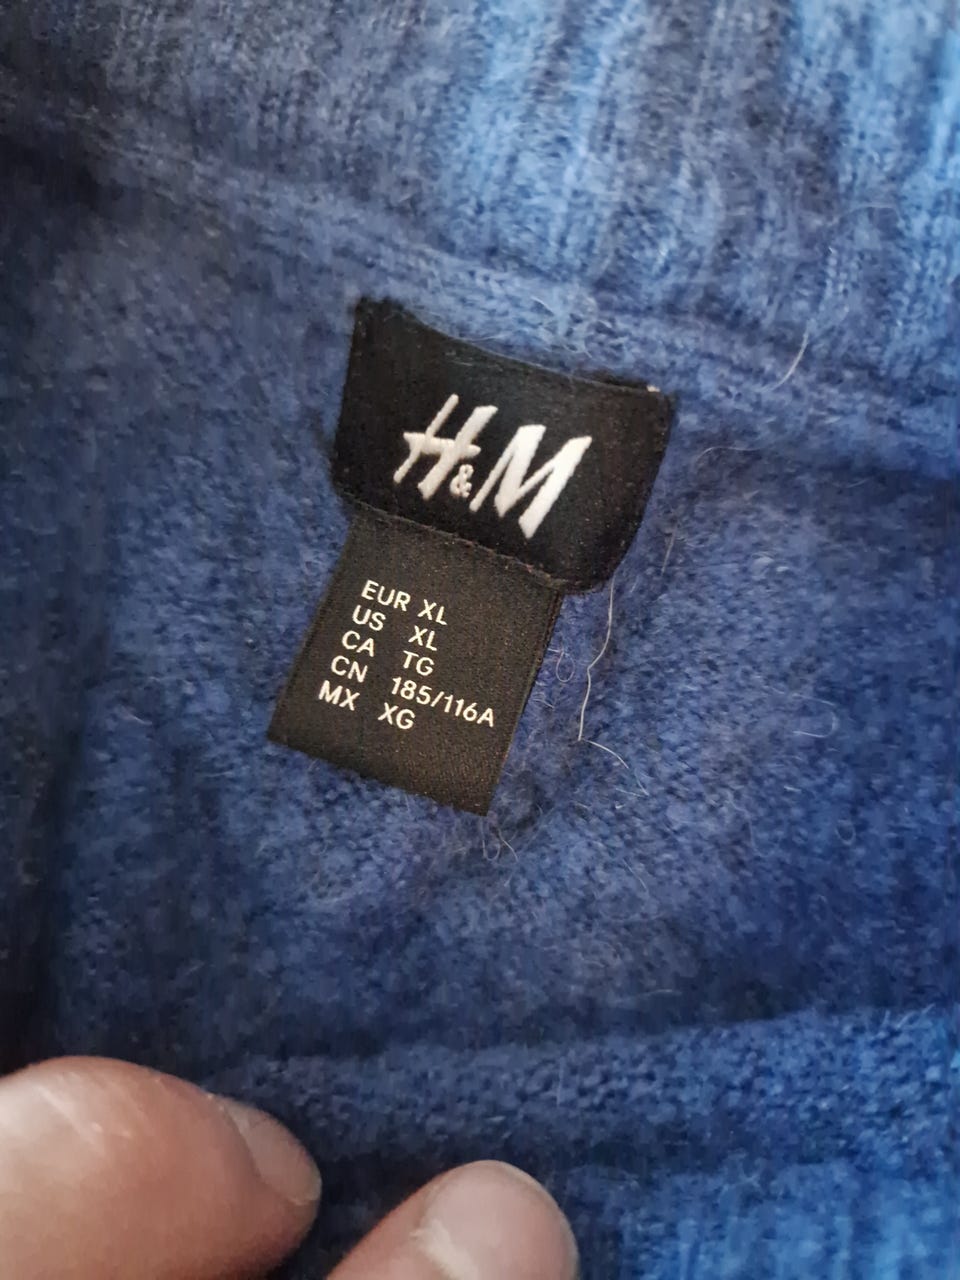 H&M
EUR XL
US XL
CA TG
CN 185/116A
MX XG